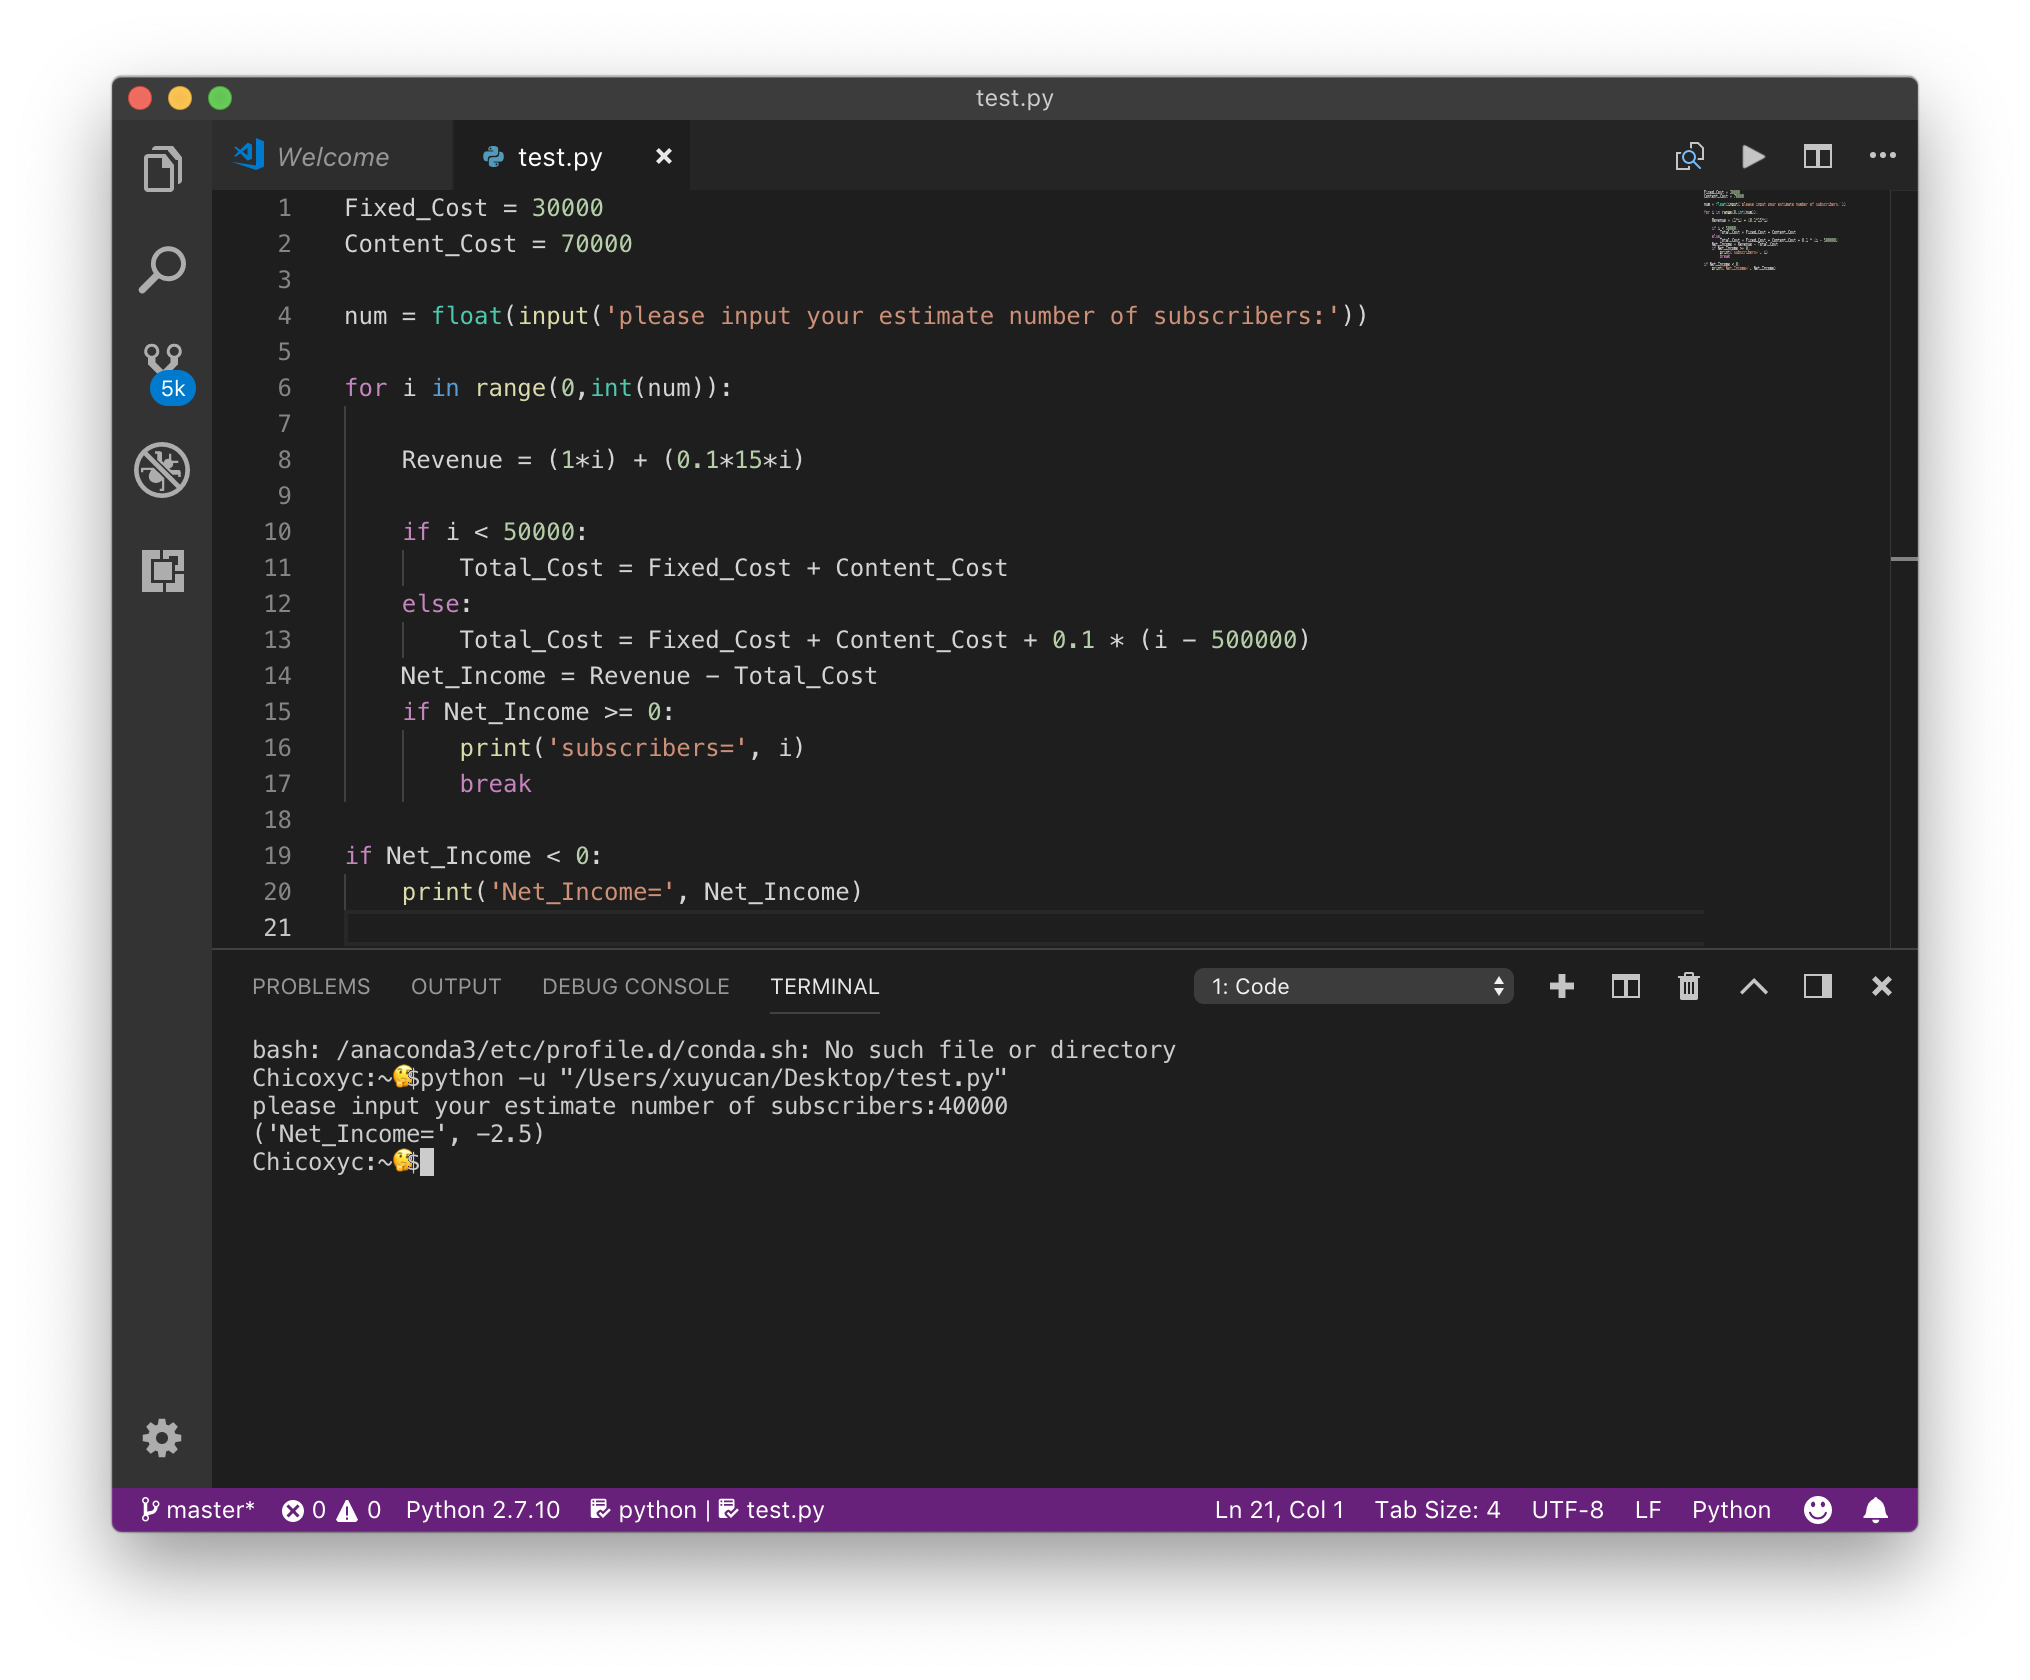 test.py
Welcome
test.py
1 Fixed_Cost = 30000
2 Content_Cost = 70000
3
4 num = float(input('please input your estimate number of subscribers:'))
5
6 for i in range(0,int(num)):
7
8     Revenue = (1*i) + (0.1*15*i)
9
10     if i < 50000:
11         Total_Cost = Fixed_Cost + Content_Cost
12     else:
13         Total_Cost = Fixed_Cost + Content_Cost + 0.1 * (i - 500000)
14     Net_Income = Revenue - Total_Cost
15     if Net_Income >= 0:
16         print('subscribers=', i)
17         break
18
19 if Net_Income < 0:
20     print('Net_Income=', Net_Income)
21
5k
PROBLEMS OUTPUT DEBUG CONSOLE TERMINAL 1: Code
bash: /anaconda3/etc/profile.d/conda.sh: No such file or directory
Chicoxyc:~🤔$python -u "/Users/xuyucan/Desktop/test.py"
please input your estimate number of subscribers:40000
('Net_Income=', -2.5)
Chicoxyc:~🤔$
master* 0 0 Python 2.7.10 python | test.py Ln 21, Col 1 Tab Size: 4 UTF-8 LF Python